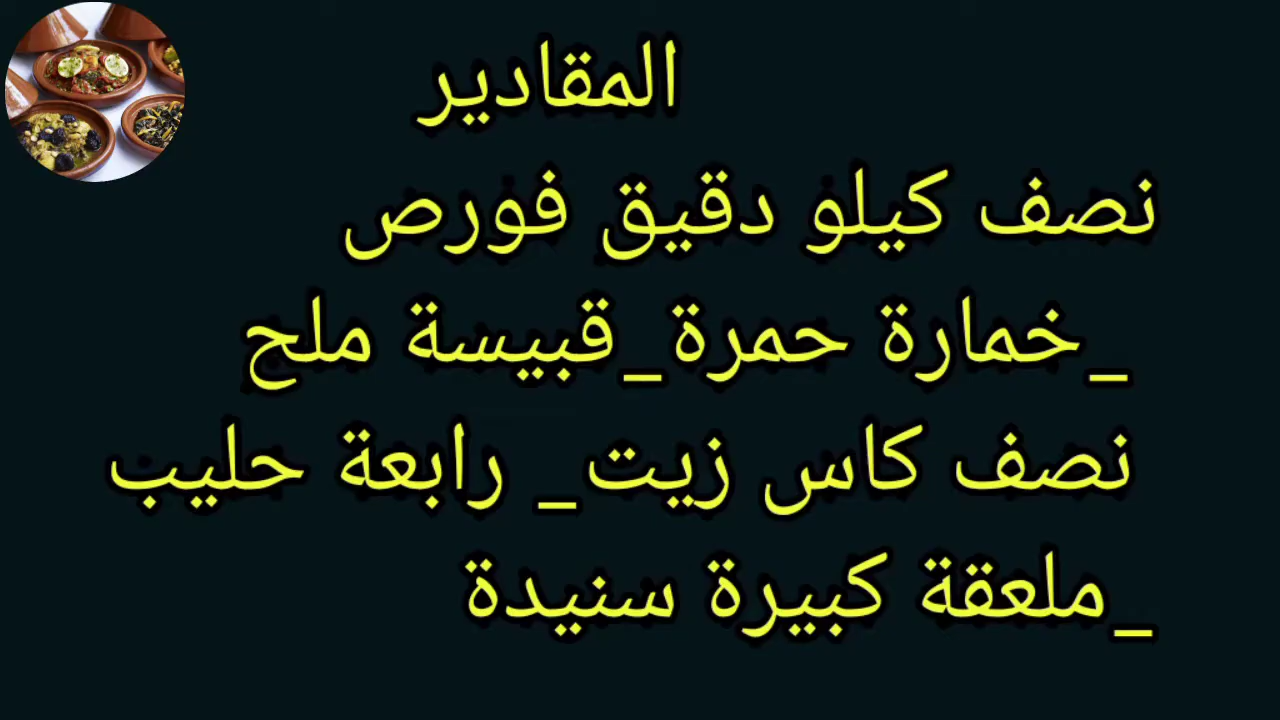 المقادير
نصف كيلو دقيق فورص
_خمارة حمرة_قبيسة ملح
نصف كاس زيت_ رابعة حليب
_ملعقة كبيرة سنيدة